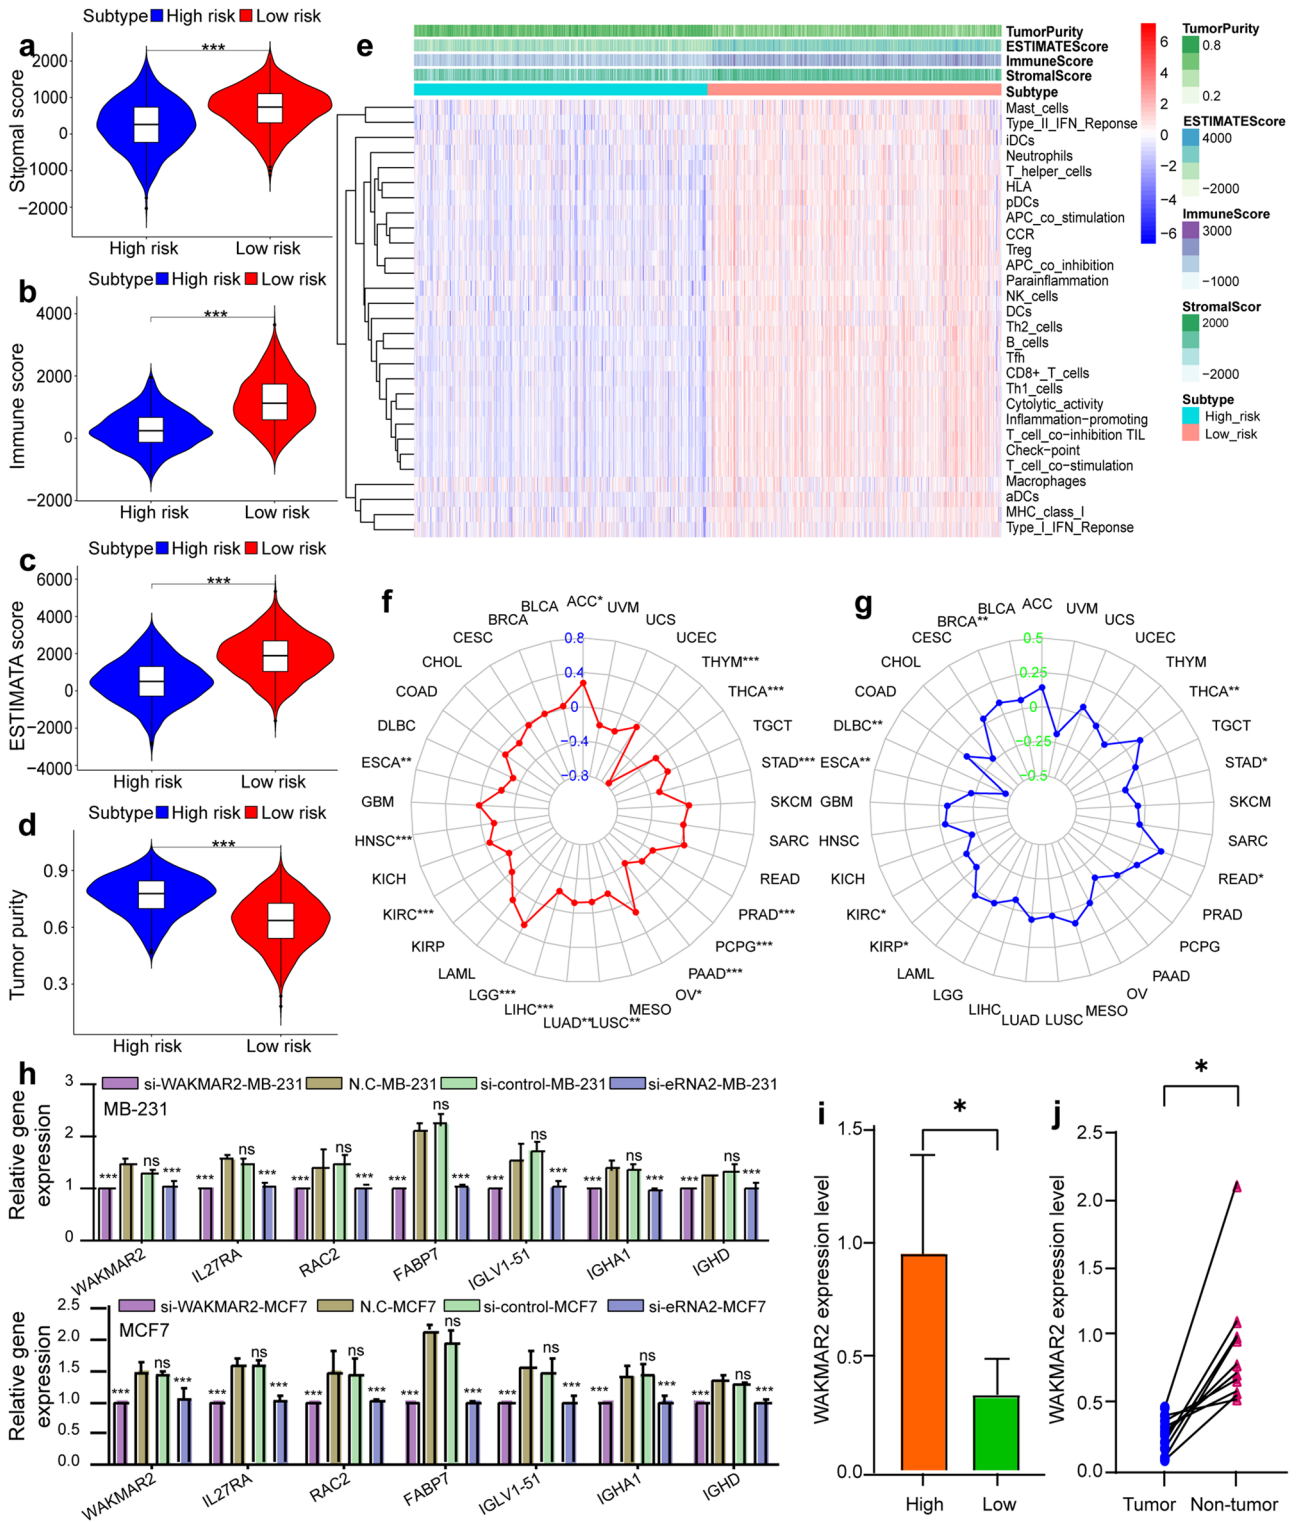 a
Subtype High risk Low risk
Stromal score
2000
1000
0
−1000
−2000
***
High risk Low risk
b
Subtype High risk Low risk
Immune score
4000
2000
0
−2000
***
High risk Low risk
c
Subtype High risk Low risk
ESTIMATA score
6000
4000
2000
0
−2000
−4000
***
High risk Low risk
d
Subtype High risk Low risk
Tumor purity
0.9
0.6
0.3
***
High risk Low risk
e
TumorPurity
ESTIMATEScore
ImmuneScore
StromalScore
Subtype
Mast_cells
Type_II_IFN_Reponse
iDCs
Neutrophils
T_helper_cells
HLA
pDCs
APC_co_stimulation
CCR
Treg
APC_co_inhibition
Parainflammation
NK_cells
DCs
Th2_cells
B_cells
Tfh
CD8+_T_cells
Th1_cells
Cytolytic_activity
Inflammation−promoting
T_cell_co−inhibition TIL
Check−point
T_cell_co−stimulation
Macrophages
aDCs
MHC_class_I
Type_I_IFN_Reponse
6
4
2
0
−2
−4
−6
TumorPurity
0.8
0.2
ESTIMATEScore
4000
−2000
ImmuneScore
3000
−1000
StromalScor
2000
−2000
Subtype
High_risk
Low_risk
f
ACC*
UVM
UCS
UCEC
THYM***
THCA***
TGCT
STAD***
SKCM
SARC
READ
PRAD***
PCPG***
PAAD***
OV*
MESO
LUSC**
LUAD**
LIHC***
LGG***
LAML
KIRP
KIRC***
KICH
HNSC***
GBM
ESCA**
DLBC
COAD
CHOL
CESC
BRCA
BLCA
0.8
0.4
0
−0.4
−0.8
g
ACC
UVM
UCS
UCEC
THYM
THCA**
TGCT
STAD*
SKCM
SARC
READ*
PRAD
PCPG
PAAD
OV
MESO
LUSC
LUAD
LIHC
LGG
LAML
KIRP*
KIRC*
KICH
HNSC
GBM
ESCA**
DLBC**
COAD
CHOL
CESC
BRCA**
BLCA
0.5
0.25
0
−0.25
−0.5
h
si-WAKMAR2-MB-231 N.C-MB-231 si-control-MB-231 si-eRNA2-MB-231
MB-231
Relative gene
expression
3
2
1
0
*** ns *** *** ns *** *** ns *** *** ns *** *** ns *** *** ns *** *** ns ***
WAKMAR2 IL27RA RAC2 FABP7 IGLV1-51 IGHA1 IGHD
si-WAKMAR2-MCF7 N.C-MCF7 si-control-MCF7 si-eRNA2-MCF7
MCF7
Relative gene
expression
2.5
2.0
1.5
1.0
0.5
0.0
*** ns *** *** ns *** *** ns *** *** ns *** *** ns *** *** ns *** *** ns ***
WAKMAR2 IL27RA RAC2 FABP7 IGLV1-51 IGHA1 IGHD
i
WAKMAR2 expression level
1.5
1.0
0.5
0.0
*
High Low
j
WAKMAR2 expression level
2.5
2.0
1.5
1.0
0.5
0.0
*
Tumor Non-tumor